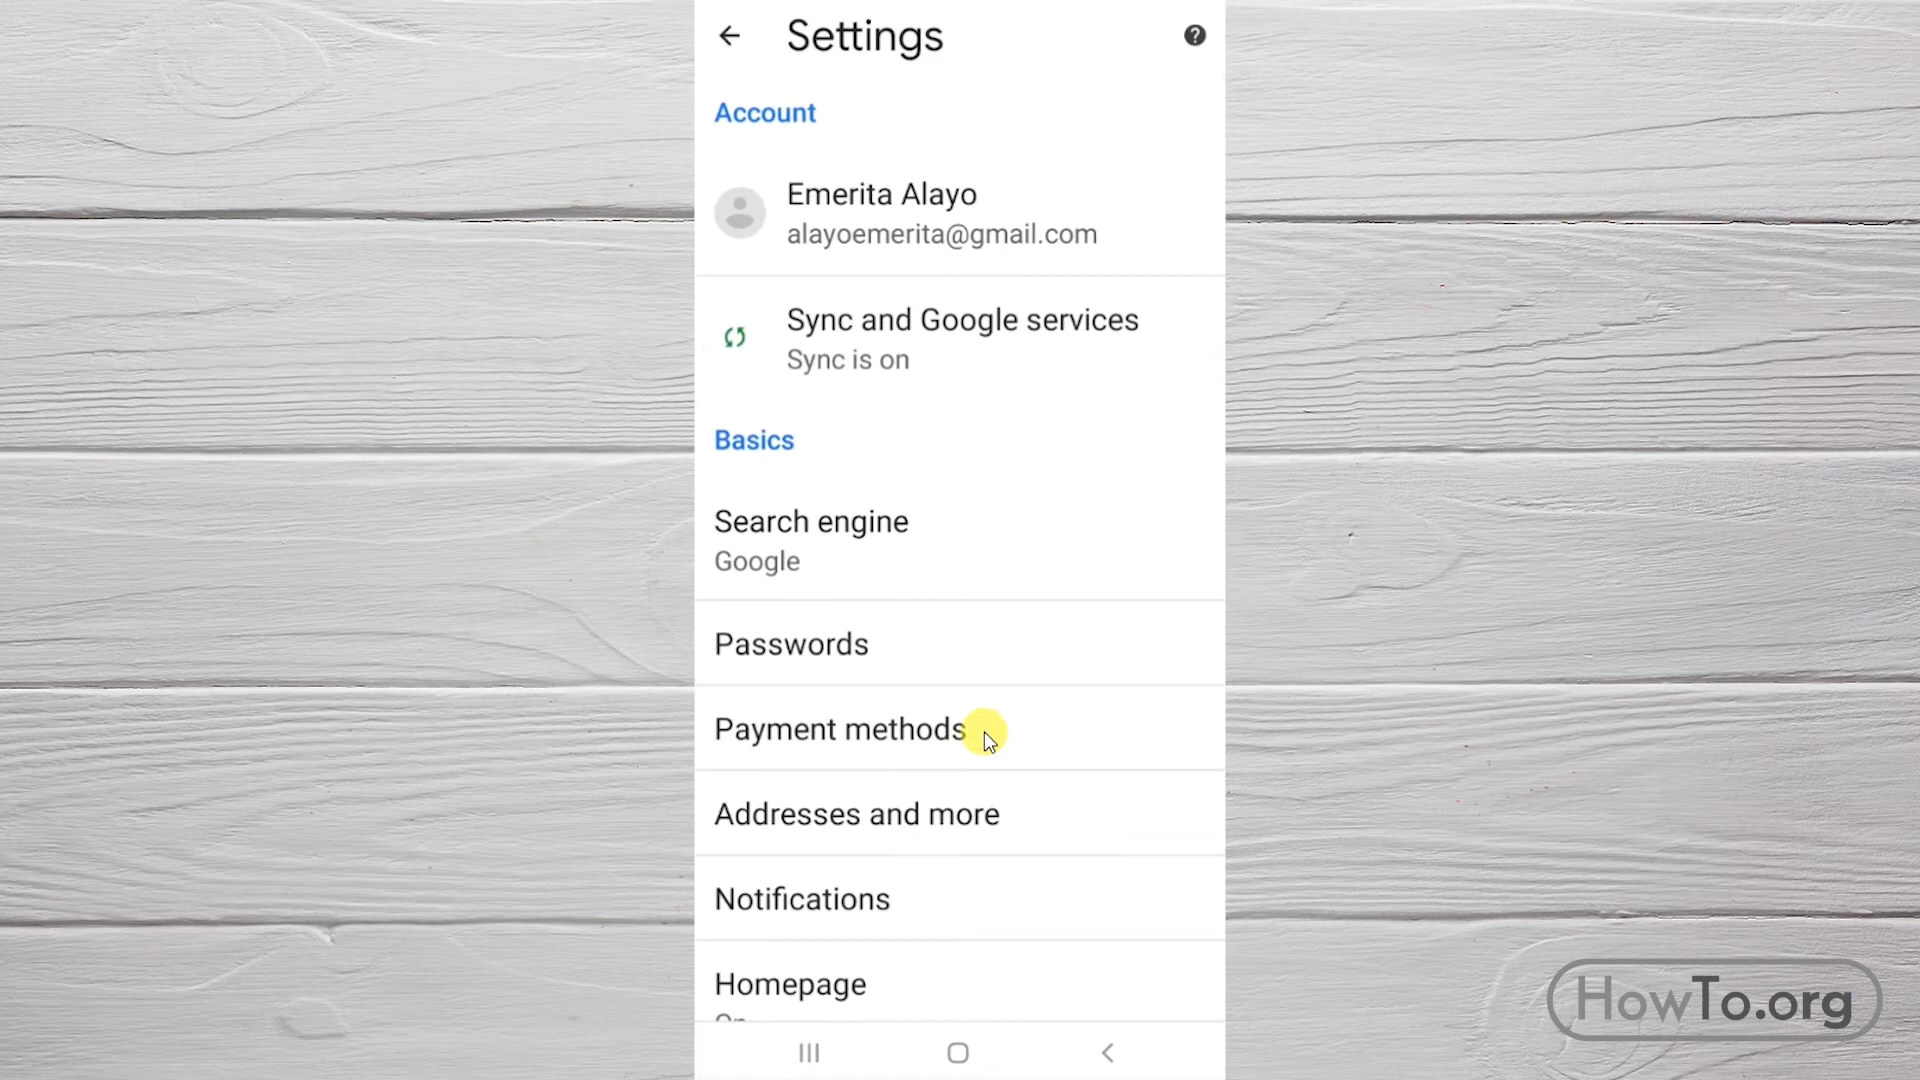 Settings
Account
Emerita Alayo
alayoemerita@gmail.com
Sync and Google services
Sync is on
Basics
Search engine
Google
Passwords
Payment methods
Addresses and more
Notifications
Homepage
HowTo.org